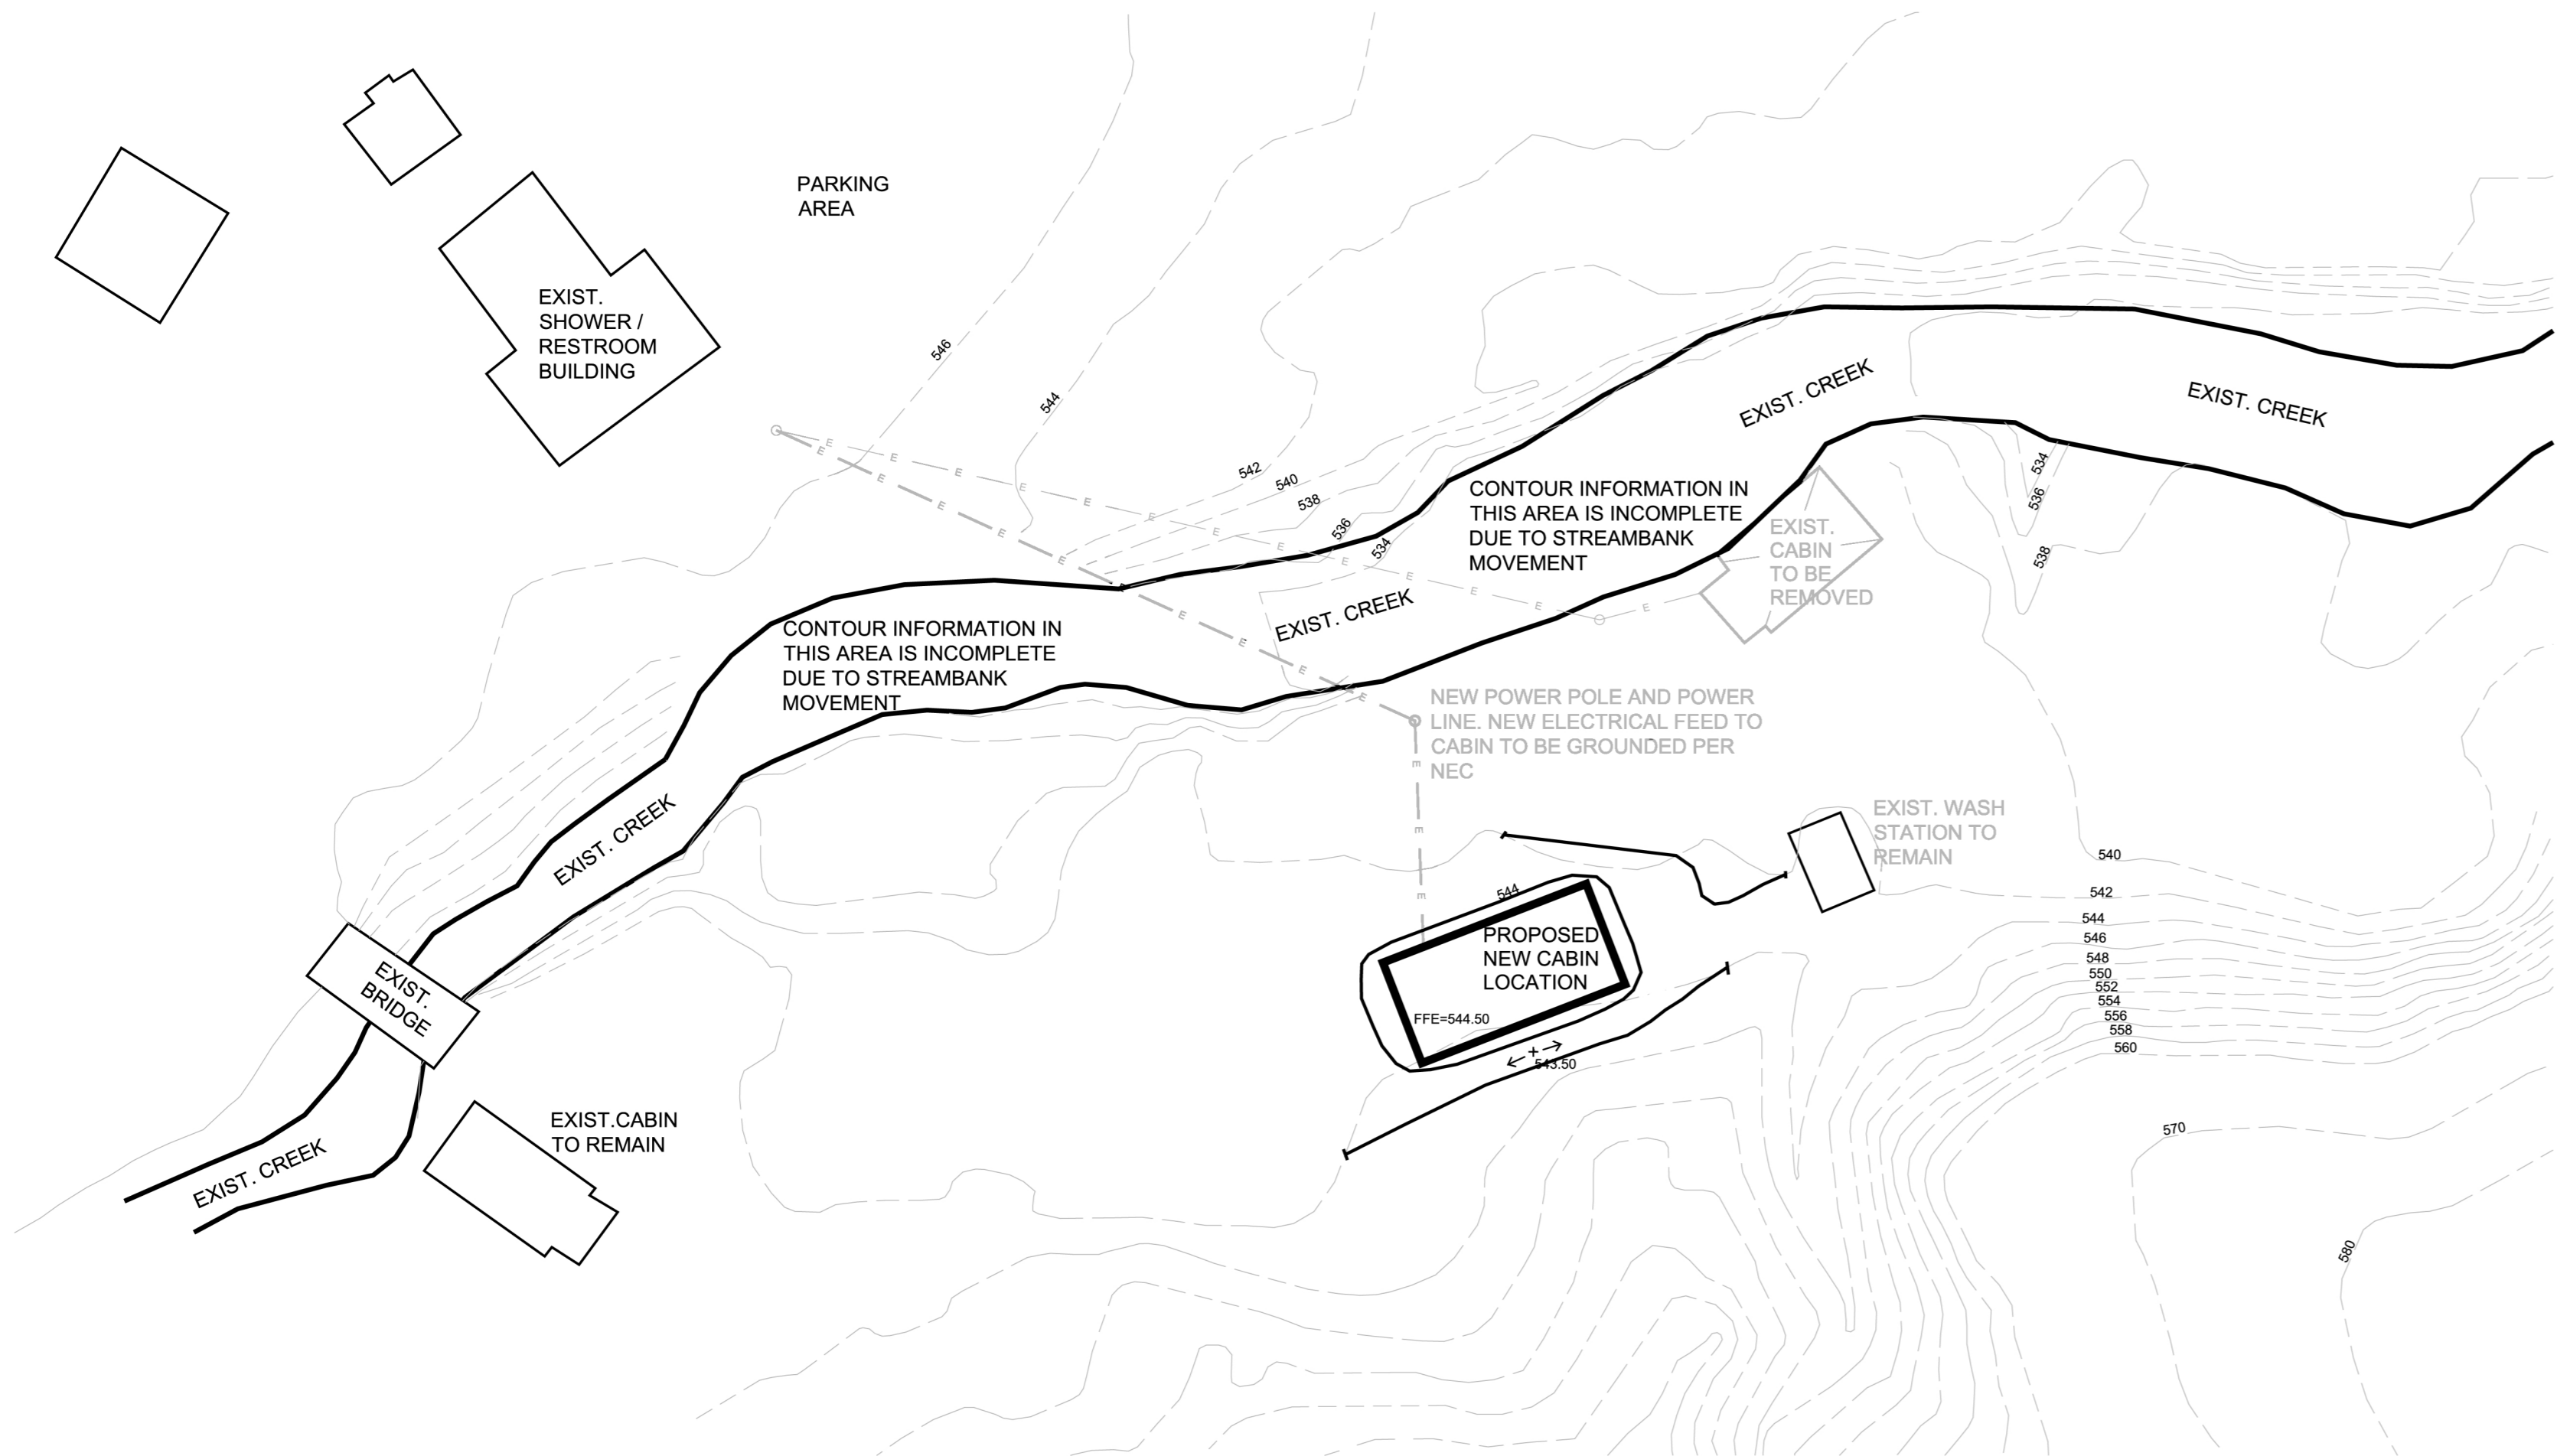 PARKING
AREA
EXIST.
SHOWER /
RESTROOM
BUILDING
546
544
542
540
538
536
534
EXIST. CREEK
EXIST. CREEK
CONTOUR INFORMATION IN
THIS AREA IS INCOMPLETE
DUE TO STREAMBANK
MOVEMENT
534
536
538
EXIST.
CABIN
TO BE
REMOVED
E E E E E E E E E E E E E E
E E E E E E E E E E
EXIST. CREEK
CONTOUR INFORMATION IN
THIS AREA IS INCOMPLETE
DUE TO STREAMBANK
MOVEMENT
NEW POWER POLE AND POWER
LINE. NEW ELECTRICAL FEED TO
CABIN TO BE GROUNDED PER
NEC
E
E
E
EXIST. CREEK
EXIST. WASH
STATION TO
REMAIN
544
PROPOSED
NEW CABIN
LOCATION
FFE=544.50
543.50
540
542
544
546
548
550
552
554
556
558
560
570
580
EXIST.
BRIDGE
EXIST.CABIN
TO REMAIN
EXIST. CREEK